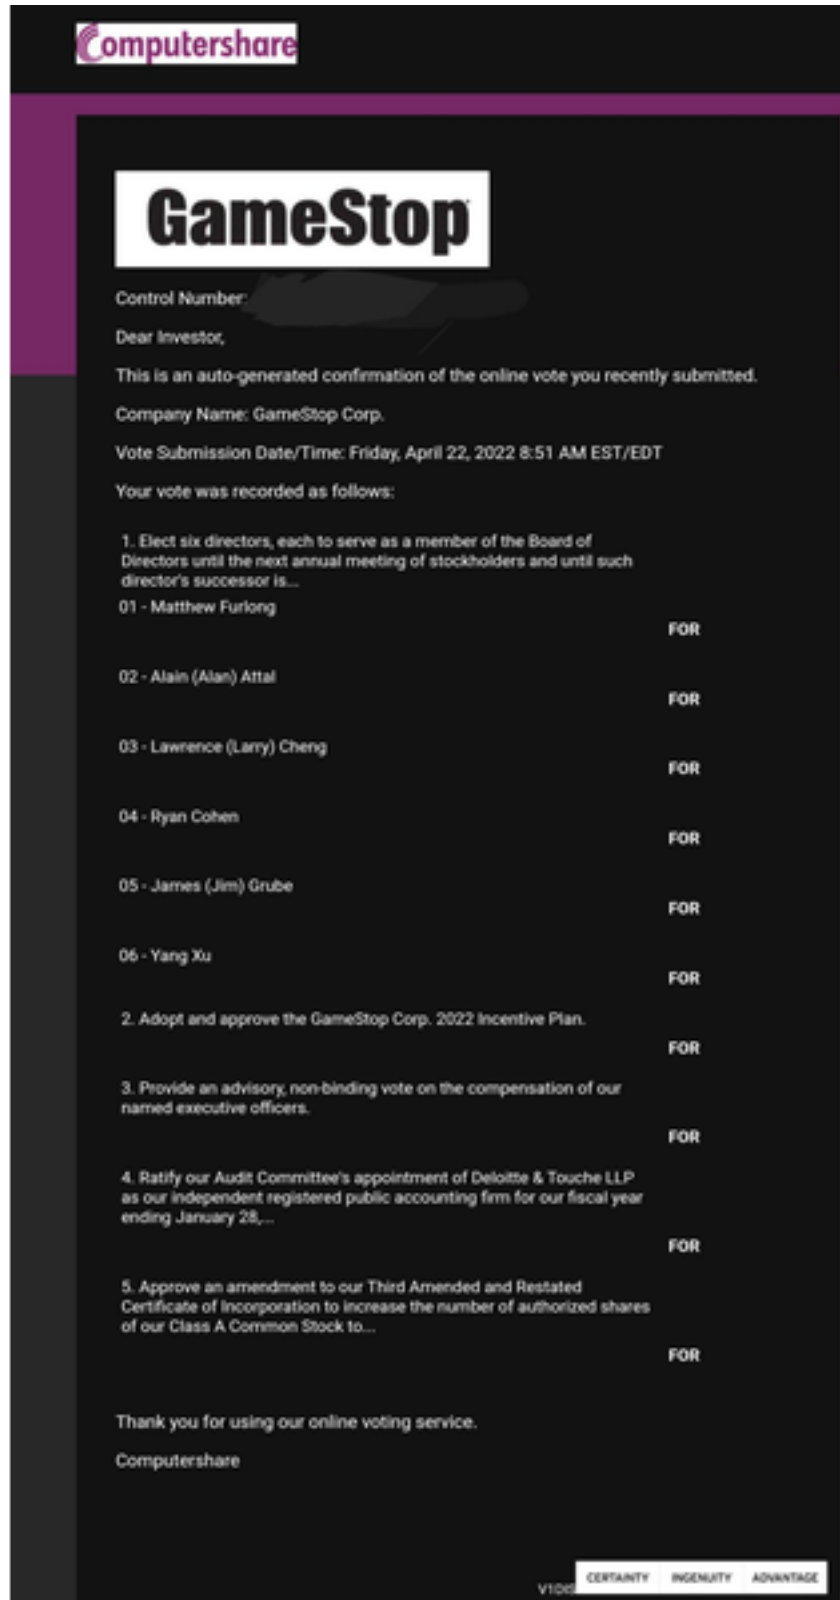 Computershare
GameStop
Control Number:
Dear Investor,
This is an auto-generated confirmation of the online vote you recently submitted.
Company Name: GameStop Corp.
Vote Submission Date/Time: Friday, April 22, 2022 8:51 AM EST/EDT
Your vote was recorded as follows:
1. Elect six directors, each to serve as a member of the Board of
Directors until the next annual meeting of stockholders and until such
director's successor is...
01 - Matthew Furlong
FOR
02 - Alain (Alan) Attal
FOR
03 - Lawrence (Larry) Cheng
FOR
04 - Ryan Cohen
FOR
05 - James (Jim) Grube
FOR
06 - Yang Xu
FOR
2. Adopt and approve the GameStop Corp. 2022 Incentive Plan.
FOR
3. Provide an advisory, non-binding vote on the compensation of our
named executive officers.
FOR
4. Ratify our Audit Committee's appointment of Deloitte & Touche LLP
as our independent registered public accounting firm for our fiscal year
ending January 28,...
FOR
5. Approve an amendment to our Third Amended and Restated
Certificate of Incorporation to increase the number of authorized shares
of our Class A Common Stock to...
FOR
Thank you for using our online voting service.
Computershare
CERTAINTY INGENUITY ADVANTAGE